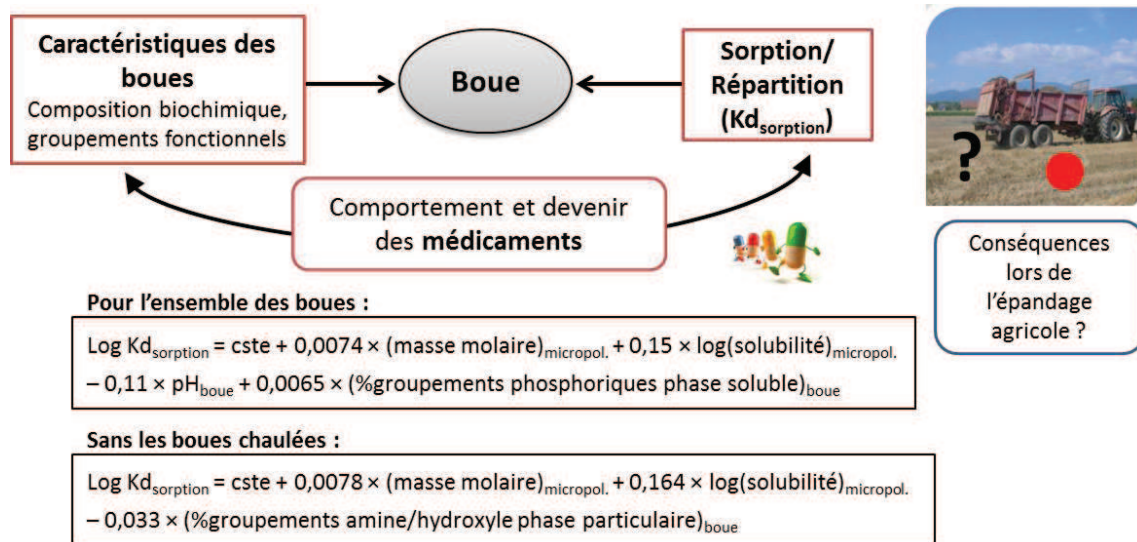 Caractéristiques des
boues
Composition biochimique,
groupements fonctionnels
Boue
Sorption/
Répartition
(Kdsorption)
?
Comportement et devenir
des médicaments
Conséquences
lors de
l'épandage
agricole ?
Pour l'ensemble des boues :
Log Kdsorption = cste + 0,0074 × (masse molaire)micropol. + 0,15 × log(solubilité)micropol.
– 0,11 × pHboue + 0,0065 × (%groupements phosphoriques phase soluble)boue
Sans les boues chaulées :
Log Kdsorption = cste + 0,0078 × (masse molaire)micropol. + 0,164 × log(solubilité)micropol.
– 0,033 × (%groupements amine/hydroxyle phase particulaire)boue